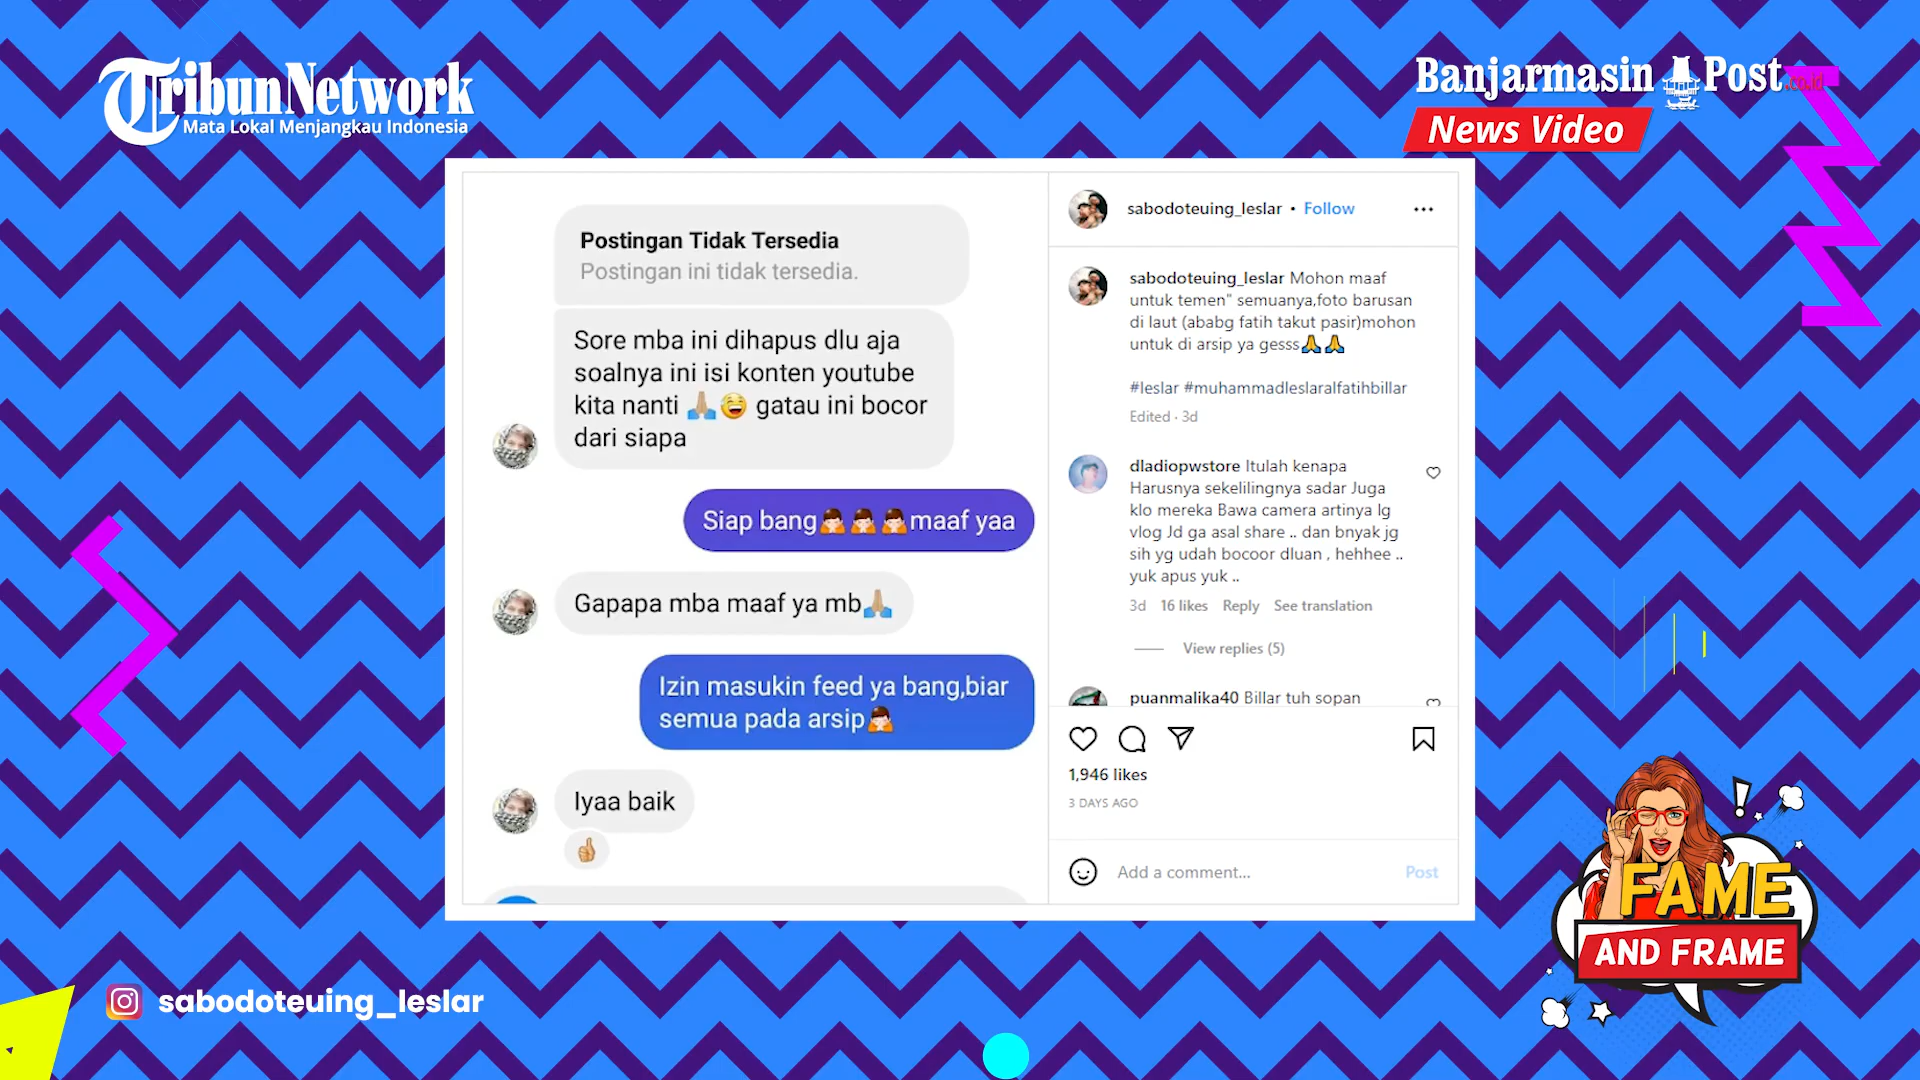 TribunNetwork
Mata Lokal Menjangkau Indonesia
Banjarmasin Post.co.id
News Video
Postingan Tidak Tersedia
Postingan ini tidak tersedia.
Sore mba ini dihapus dlu aja
soalnya ini isi konten youtube
kita nanti 🙏🏼😅 gatau ini bocor
dari siapa
Siap bang🙇🙇🙇maaf yaa
Gapapa mba maaf ya mb🙏🏼
Izin masukin feed ya bang,biar
semua pada arsip🙇
Iyaa baik
👍🏼
sabodoteuing_leslar • Follow
sabodoteuing_leslar Mohon maaf
untuk temen" semuanya,foto barusan
di laut (ababg fatih takut pasir)mohon
untuk di arsip ya gesss🙏🙏
#leslar #muhammadleslaralfatihbillar
Edited · 3d
dladiopwstore Itulah kenapa
Harusnya sekelilingnya sadar Juga
klo mereka Bawa camera artinya lg
vlog Jd ga asal share .. dan bnyak jg
sih yg udah bocoor dluan , hehhee ..
yuk apus yuk ..
3d 16 likes Reply See translation
View replies (5)
puanmalika40 Billar tuh sopan
1,946 likes
3 DAYS AGO
Add a comment... Post
FAME
AND FRAME
sabodoteuing_leslar